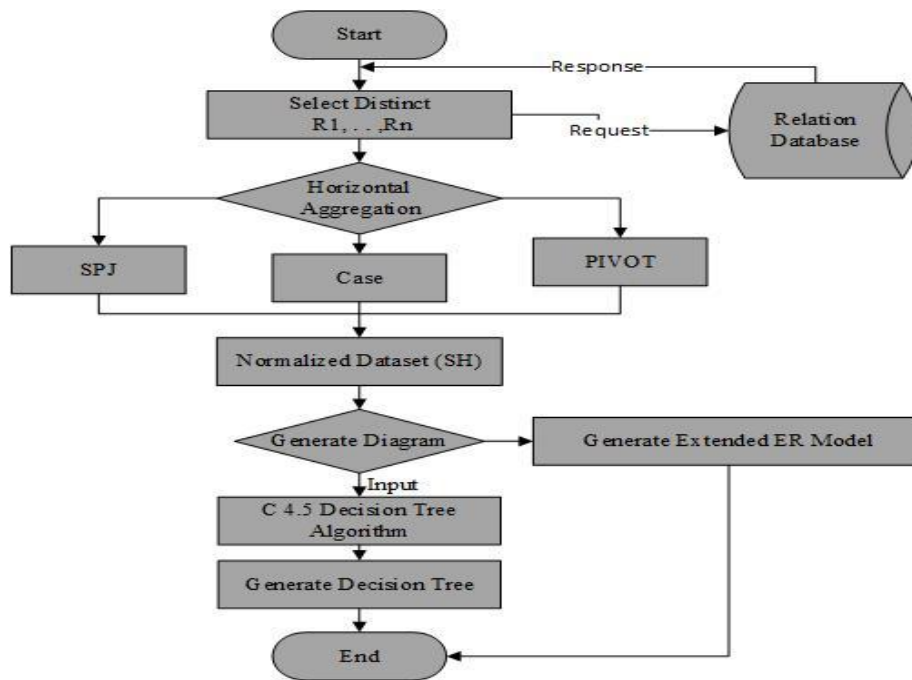 Start
Response
Select Distinct
R1, . . ,Rn
Request
Relation
Database
Horizontal
Aggregation
SPJ
Case
PIVOT
Normalized Dataset (SH)
Generate Diagram
Generate Extended ER Model
Input
C 4.5 Decision Tree
Algorithm
Generate Decision Tree
End